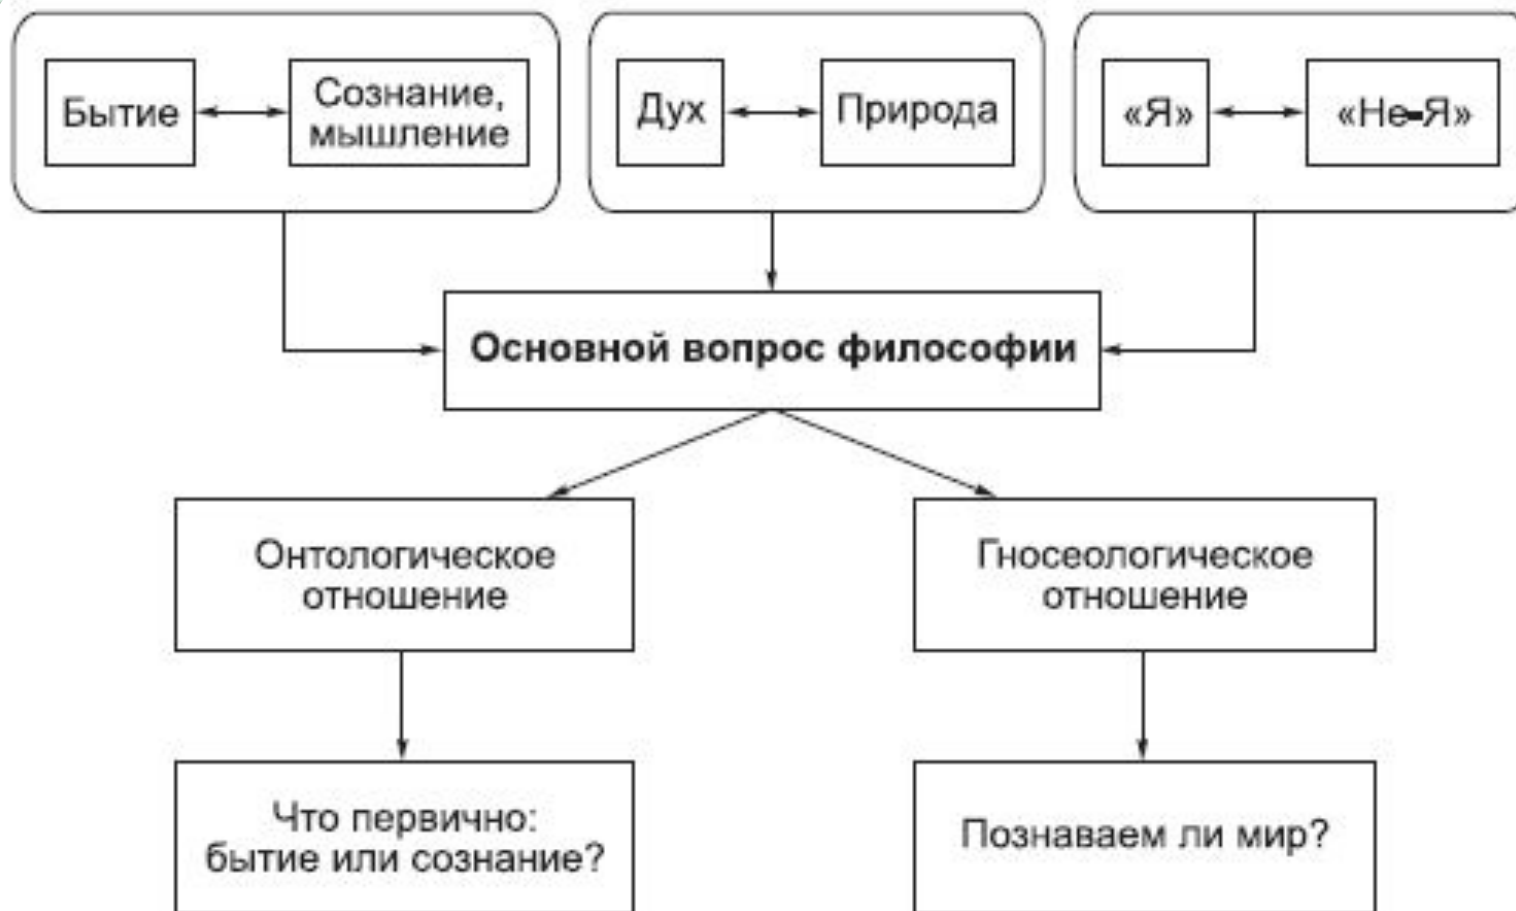 Бытие
Сознание,
мышление
Дух
Природа
«Я»
«Не-Я»
Основной вопрос философии
Онтологическое
отношение
Гносеологическое
отношение
Что первично:
бытие или сознание?
Познаваем ли мир?